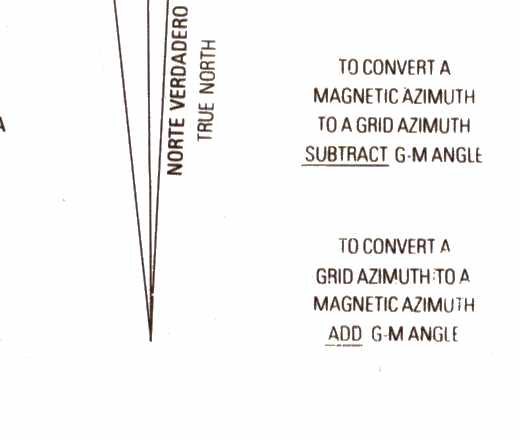 NORTE VERDADERO
TRUE NORTH
TO CONVERT A
MAGNETIC AZIMUTH
TO A GRID AZIMUTH
SUBTRACT G-M ANGLE
TO CONVERT A
GRID AZIMUTH TO A
MAGNETIC AZIMUTH
ADD G-M ANGLE